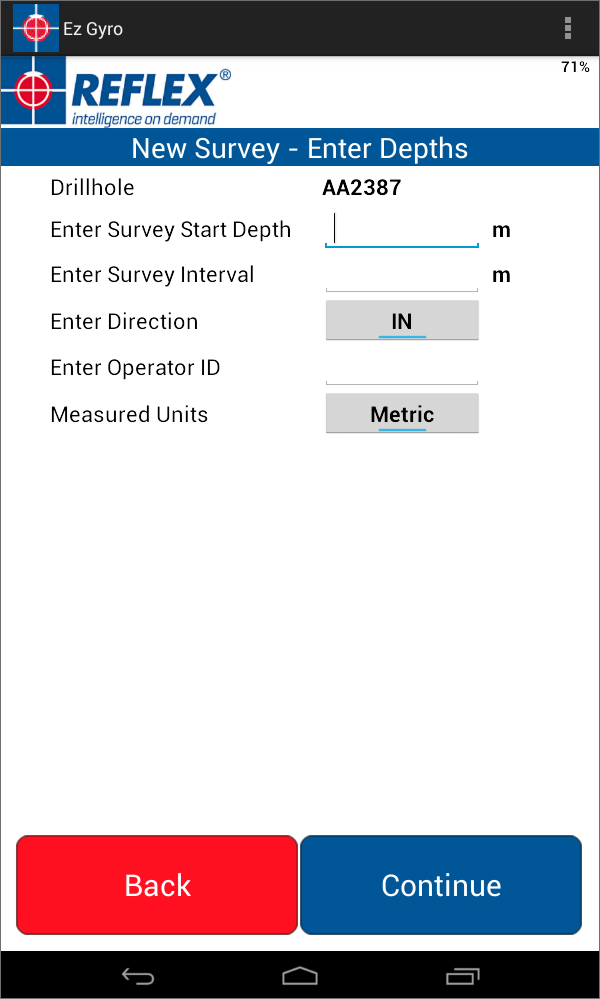 Ez Gyro
71%
REFLEX®
intelligence on demand
New Survey - Enter Depths
Drillhole AA2387
Enter Survey Start Depth m
Enter Survey Interval m
Enter Direction IN
Enter Operator ID
Measured Units Metric
Back Continue